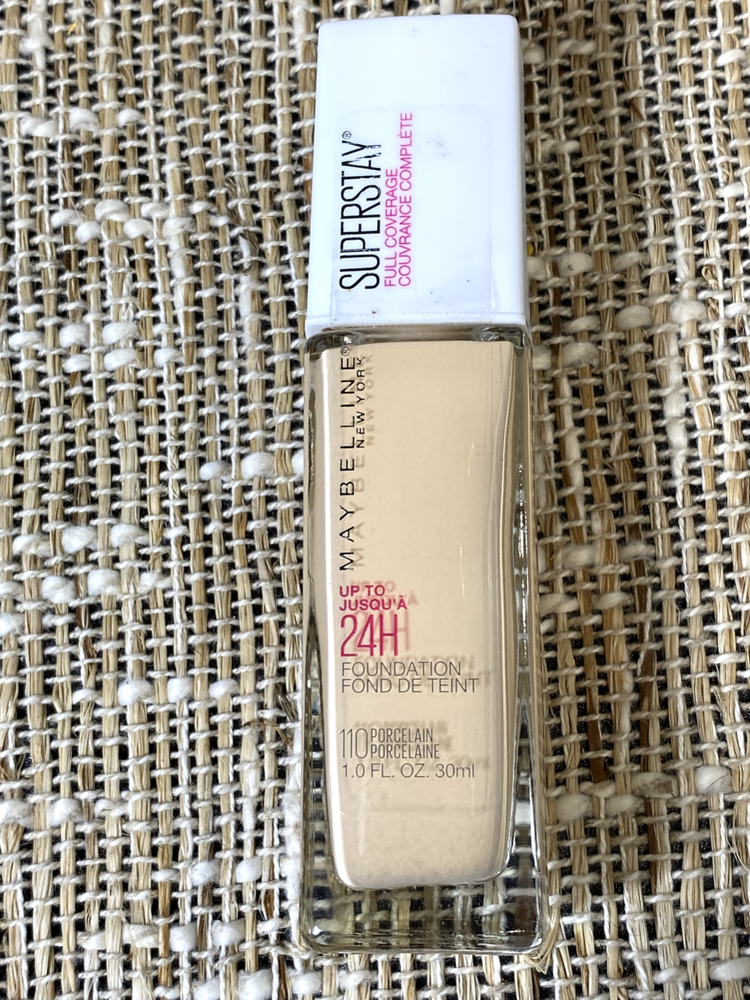 SUPERSTAY®
FULL COVERAGE
COUVRANCE COMPLÈTE
MAYBELLINE®
NEW YORK
UP TO
JUSQU'À
24H
FOUNDATION
FOND DE TEINT
110 PORCELAIN
PORCELAINE
1.0 FL. OZ. 30ml